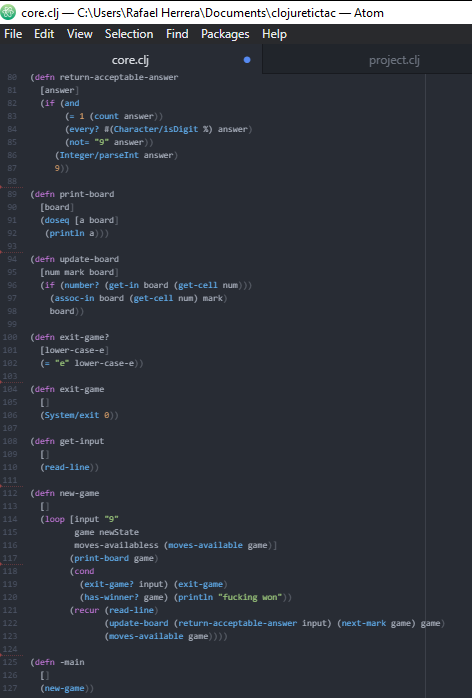 core.clj — C:\Users\Rafael Herrera\Documents\clojuretictac — Atom
File Edit View Selection Find Packages Help
core.clj project.clj
80 (defn return-acceptable-answer
81 [answer]
82 (if (and
83 (= 1 (count answer))
84 (every? #(Character/isDigit %) answer)
85 (not= "9" answer))
86 (Integer/parseInt answer)
87 9))
88
89 (defn print-board
90 [board]
91 (doseq [a board]
92 (println a)))
93
94 (defn update-board
95 [num mark board]
96 (if (number? (get-in board (get-cell num)))
97 (assoc-in board (get-cell num) mark)
98 board))
99
100 (defn exit-game?
101 [lower-case-e]
102 (= "e" lower-case-e))
103
104 (defn exit-game
105 []
106 (System/exit 0))
107
108 (defn get-input
109 []
110 (read-line))
111
112 (defn new-game
113 []
114 (loop [input "9"
115 game newState
116 moves-availabless (moves-available game)]
117 (print-board game)
118 (cond
119 (exit-game? input) (exit-game)
120 (has-winner? game) (println "fucking won"))
121 (recur (read-line)
122 (update-board (return-acceptable-answer input) (next-mark game) game)
123 (moves-available game))))
124
125 (defn -main
126 []
127 (new-game))